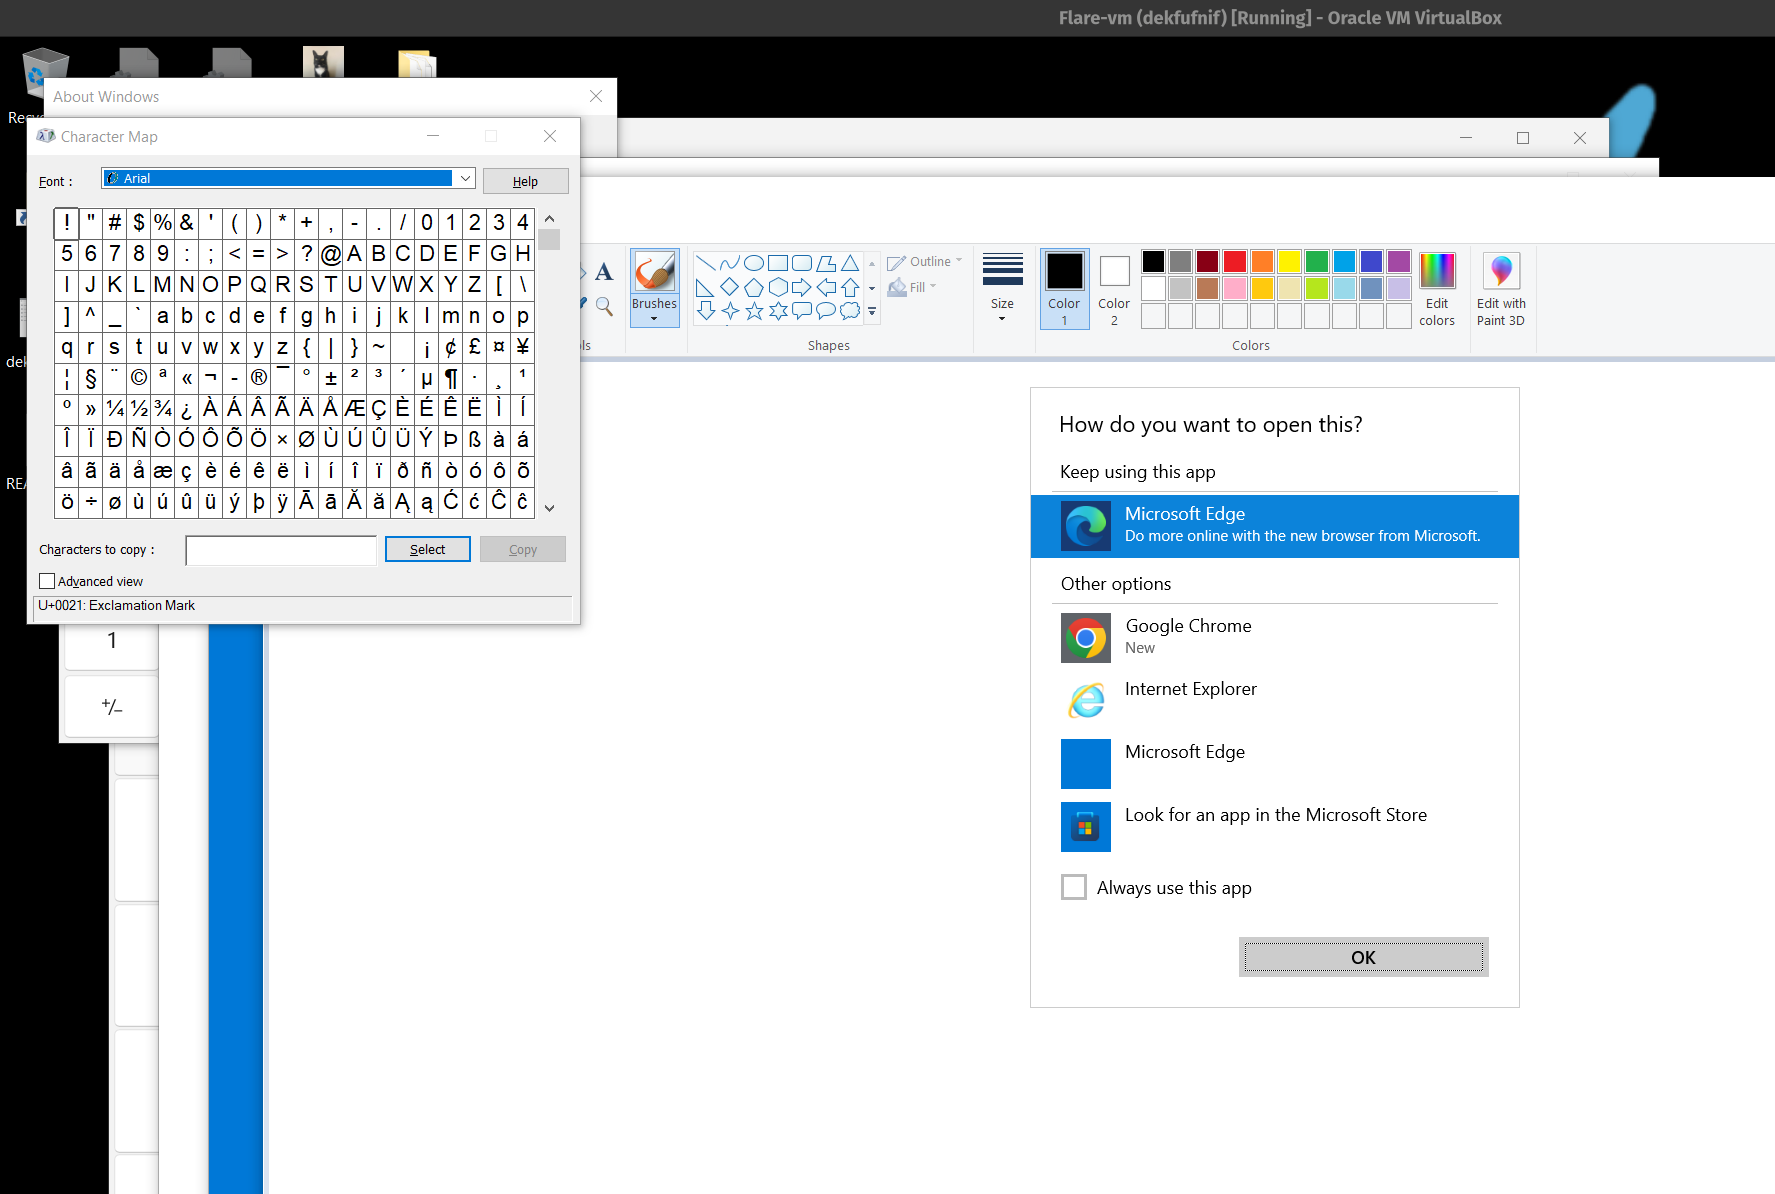 Flare-vm (dekfufnif) [Running] - Oracle VM VirtualBox
About Windows
Character Map
Font :
Arial
Help
! " # $ % & ' ( ) * + , - . / 0 1 2 3 4
5 6 7 8 9 : ; < = > ? @ A B C D E F G H
I J K L M N O P Q R S T U V W X Y Z [ \
] ^ _ ` a b c d e f g h i j k l m n o p
q r s t u v w x y z { | } ~ ¡ ¢ £ ¤ ¥
¦ § ¨ © ª « ¬ - ® ¯ ° ± ² ³ ´ µ ¶ · ¸ ¹
º » ¼ ½ ¾ ¿ À Á Â Ã Ä Å Æ Ç È É Ê Ë Ì Í
Î Ï Ð Ñ Ò Ó Ô Õ Ö × Ø Ù Ú Û Ü Ý Þ ß à á
â ã ä å æ ç è é ê ë ì í î ï ð ñ ò ó ô õ
ö ÷ ø ù ú û ü ý þ ÿ Ā ā Ă ă Ą ą Ć ć Ĉ ĉ
Characters to copy :
Select
Copy
Advanced view
U+0021: Exclamation Mark
1
+/−
A
Brushes
Outline
Fill
Shapes
Size
Color
1
Color
2
Colors
Edit
colors
Edit with
Paint 3D
How do you want to open this?
Keep using this app
Microsoft Edge
Do more online with the new browser from Microsoft.
Other options
Google Chrome
New
Internet Explorer
Microsoft Edge
Look for an app in the Microsoft Store
Always use this app
OK